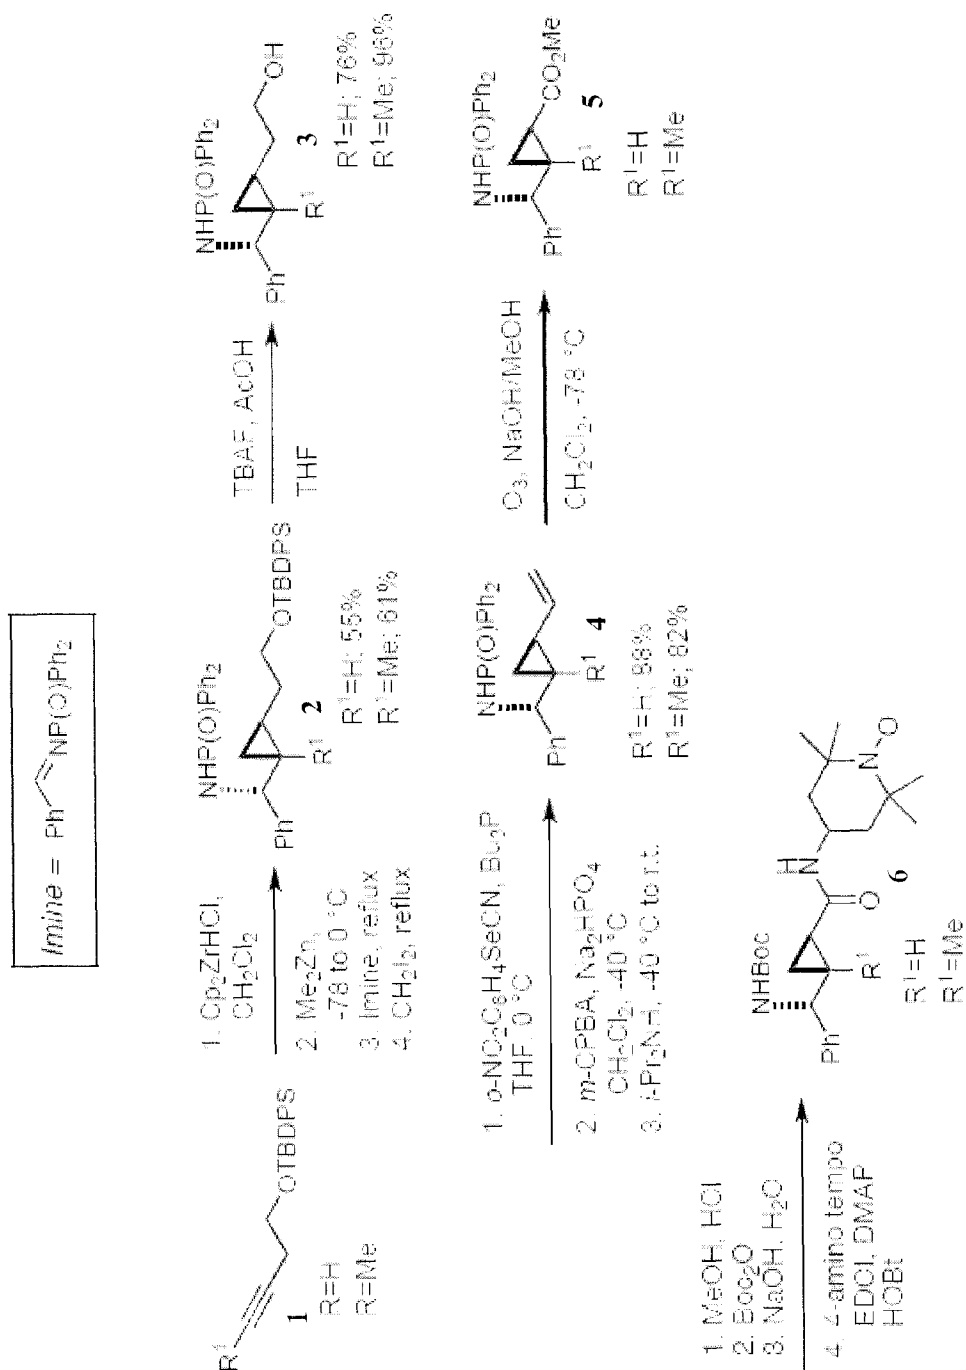 Imine = Ph NP(O)Ph₂
R¹
OTBDPS
1
R=H
R=Me
1. Cp₂ZrHCl,
CH₂Cl₂
2. Me₂Zn,
-78 to 0 °C
3. Imine, reflux
4. CH₂I₂, reflux
NHP(O)Ph₂
Ph
R¹
OTBDPS
2
R¹=H; 55%
R¹=Me; 61%
TBAF, AcOH
THF
NHP(O)Ph₂
Ph
R¹
OH
3
R¹=H; 76%
R¹=Me; 96%
1. o-NO₂C₆H₄SeCN, Bu₃P
THF, 0 °C
2. m-CPBA, Na₂HPO₄
CH₂Cl₂, -40 °C
3. i-Pr₂NH, -40 °C to r.t.
NHP(O)Ph₂
Ph
R¹
4
R¹=H; 88%
R¹=Me; 82%
O₃, NaOH/MeOH
CH₂Cl₂, -78 °C
NHP(O)Ph₂
Ph
R¹
CO₂Me
5
R¹=H
R¹=Me
1. MeOH, HCl
2. Boc₂O
3. NaOH, H₂O
4. 4-amino tempo
EDCI, DMAP
HOBt
NHBoc
Ph
R¹
O
H
N
N-O
6
R¹=H
R¹=Me